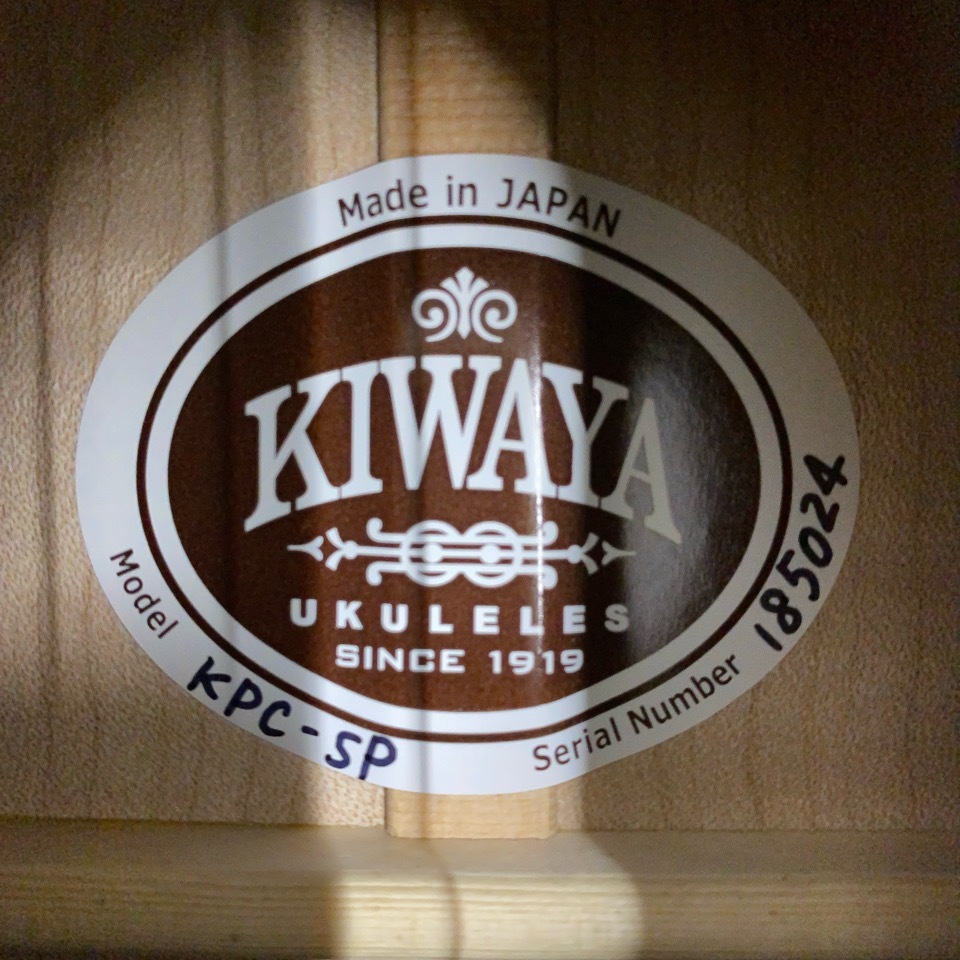 Made in JAPAN
KIWAYA
UKULELES
SINCE 1919
Model KPC-SP
Serial Number 185024